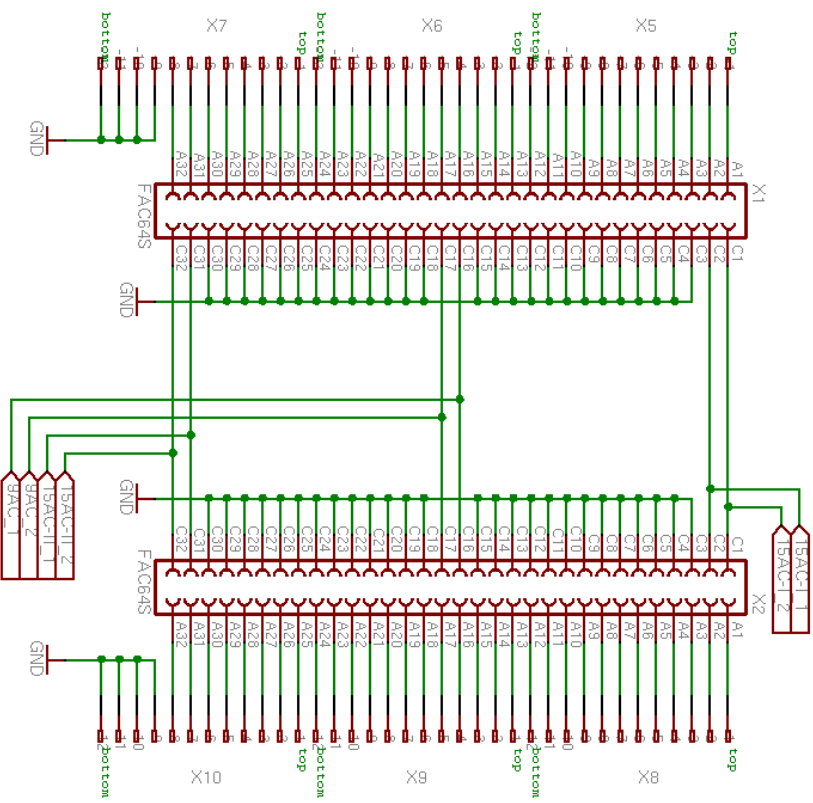 X7
X6
X5
bottom
top
bottom
top
bottom
top
GND
A32 A31 A30 A29 A28 A27 A26 A25 A24 A23 A22 A21 A20 A19 A18 A17 A16 A15 A14 A13 A12 A11 A10 A9 A8 A7 A6 A5 A4 A3 A2 A1
X1
FAC64S
C32 C31 C30 C29 C28 C27 C26 C25 C24 C23 C22 C21 C20 C19 C18 C17 C16 C15 C14 C13 C12 C11 C10 C9 C8 C7 C6 C5 C4 C3 C2 C1
GND
9AC_1
9AC_2
15AC-II_1
15AC-II_2
GND
15AC-I_2
15AC-I_1
C32 C31 C30 C29 C28 C27 C26 C25 C24 C23 C22 C21 C20 C19 C18 C17 C16 C15 C14 C13 C12 C11 C10 C9 C8 C7 C6 C5 C4 C3 C2 C1
FAC64S
X2
A32 A31 A30 A29 A28 A27 A26 A25 A24 A23 A22 A21 A20 A19 A18 A17 A16 A15 A14 A13 A12 A11 A10 A9 A8 A7 A6 A5 A4 A3 A2 A1
GND
bottom
top
bottom
top
bottom
top
X10
X9
X8